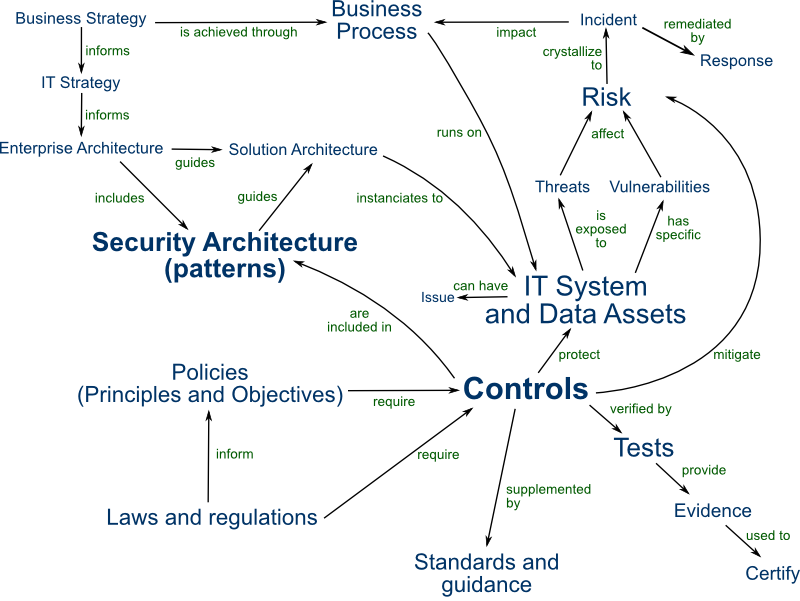 Business Strategy
is achieved through
Business
Process
impact
Incident
remediated
by
Response
informs
crystallize
to
IT Strategy
Risk
informs
runs on
affect
Enterprise Architecture
guides
Solution Architecture
includes
guides
instanciates to
Threats
Vulnerabilities
is
exposed
to
has
specific
Security Architecture
(patterns)
can have
Issue
IT System
and Data Assets
are
included in
protect
mitigate
Policies
(Principles and Objectives)
require
Controls
verified by
inform
require
Tests
provide
supplemented
by
Laws and regulations
Evidence
used to
Standards and
guidance
Certify